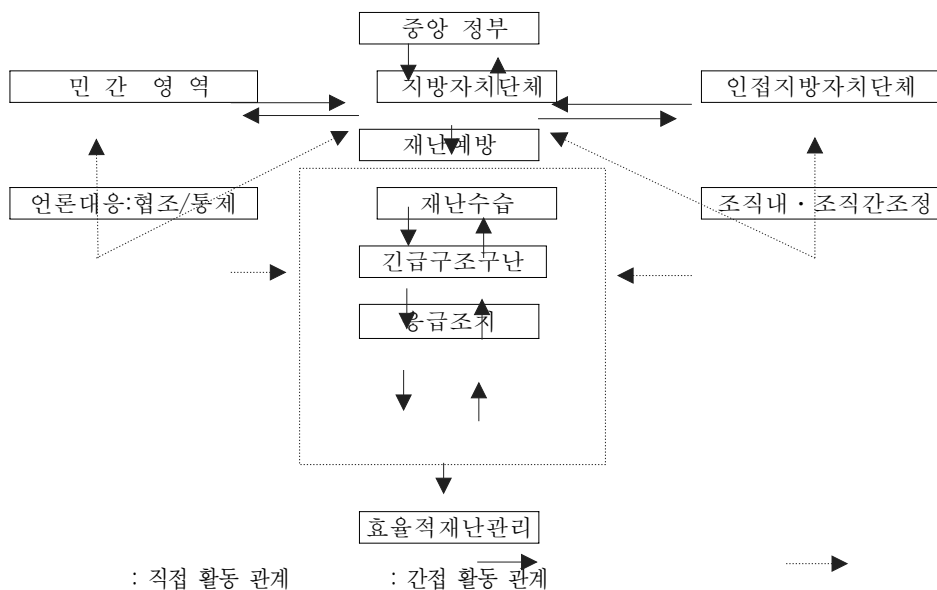 중앙 정부
민 간 영 역
지방자치단체
인접지방자치단체
재난예방
언론대응:협조/통제
재난수습
조직내·조직간조정
긴급구조구난
응급조치
효율적재난관리
: 직접 활동 관계 : 간접 활동 관계